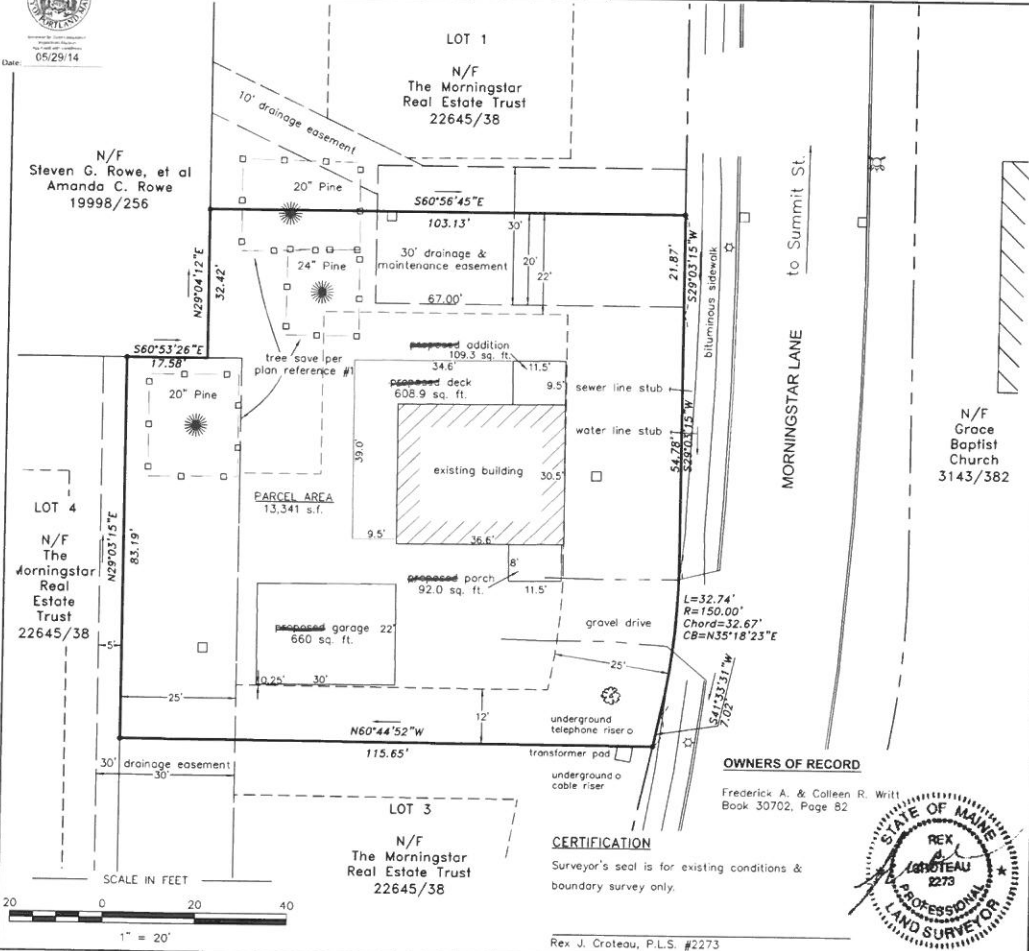 CITY OF PORTLAND, MA
Date: 05/29/14
LOT 1
N/F
The Morningstar
Real Estate Trust
22645/38
10' drainage easement
N/F
Steven G. Rowe, et al
Amanda C. Rowe
19998/256
20" Pine
S60°56'45"E
103.13'
30'
20'
22'
30' drainage &
maintenance easement
67.00'
24" Pine
N29°04'12"E
32.42'
21.87'
S29°03'15"W
bituminous sidewalk
MORNINGSTAR LANE
to Summit St.
S60°53'26"E
17.58'
tree save per
plan reference #1
20" Pine
proposed addition
109.3 sq. ft.
34.6'
11.5'
proposed deck
608.9 sq. ft.
9.5'
sewer line stub
water line stub
54.78'
S29°03'15"W
N/F
Grace
Baptist
Church
3143/382
39.0'
existing building
30.5'
PARCEL AREA
13,341 s.f.
9.5'
36.6'
LOT 4
N/F
The
Morningstar
Real
Estate
Trust
22645/38
N29°03'15"E
83.19'
proposed porch
92.0 sq. ft.
8'
11.5'
L=32.74'
R=150.00'
Chord=32.67'
CB=N35°18'23"E
proposed garage
660 sq. ft.
22'
gravel drive
5'
25'
0.25'
30'
25'
S41°33'31"W
7.02'
12'
N60°44'52"W
115.65'
underground
telephone riser
transformer pad
underground
cable riser
30' drainage easement
30'
LOT 3
N/F
The Morningstar
Real Estate Trust
22645/38
OWNERS OF RECORD
Frederick A. & Colleen R. Writt
Book 30702, Page 82
CERTIFICATION
Surveyor's seal is for existing conditions &
boundary survey only.
STATE OF MAINE
REX
J
CROTEAU
2273
PROFESSIONAL
LAND SURVEYOR
SCALE IN FEET
20 0 20 40
1" = 20'
Rex J. Croteau, P.L.S. #2273